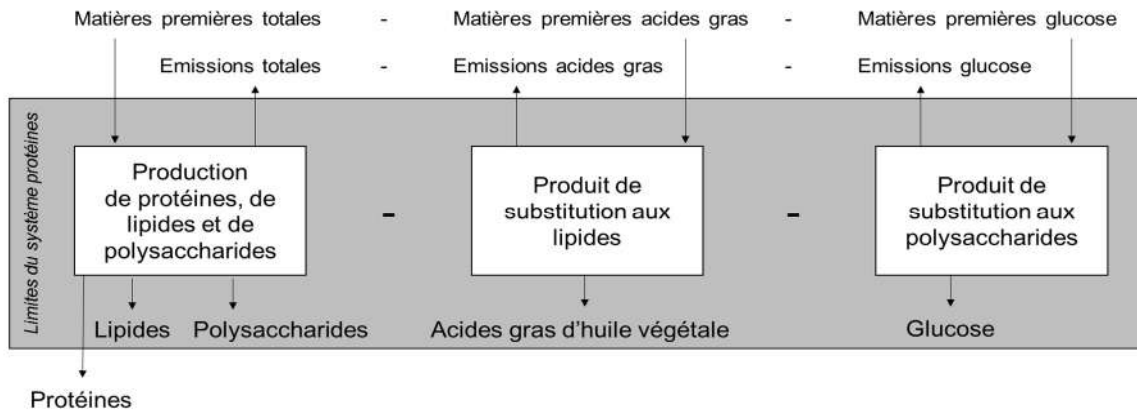 Matières premières totales - Matières premières acides gras - Matières premières glucose
Emissions totales - Emissions acides gras - Emissions glucose
Limites du système protéines
Production
de protéines, de
lipides et de
polysaccharides
-
Produit de
substitution aux
lipides
-
Produit de
substitution aux
polysaccharides
Lipides Polysaccharides Acides gras d'huile végétale Glucose
Protéines